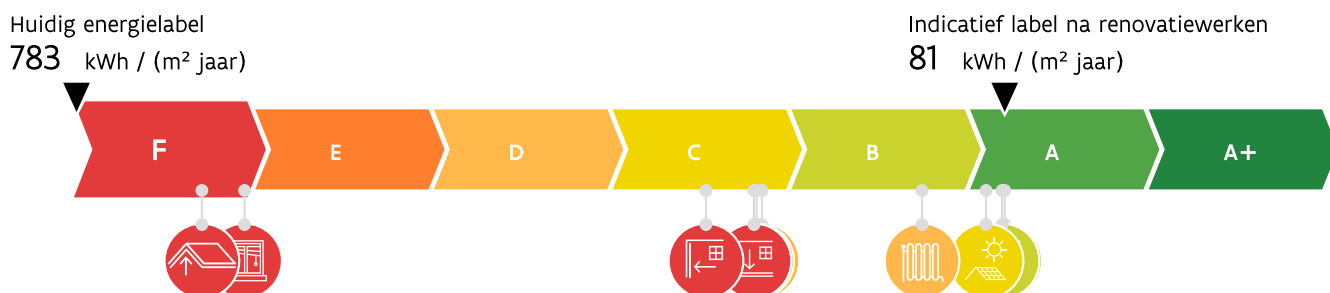 Huidig energielabel
783 kWh / (m² jaar)
Indicatief label na renovatiewerken
81 kWh / (m² jaar)
F E D C B A A+